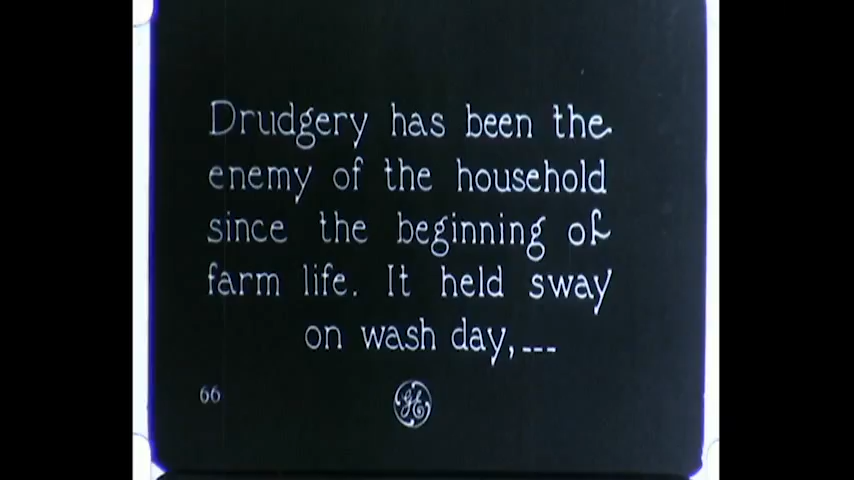 Drudgery has been the
enemy of the household
since the beginning of
farm life. It held sway
on wash day,---
66
GE